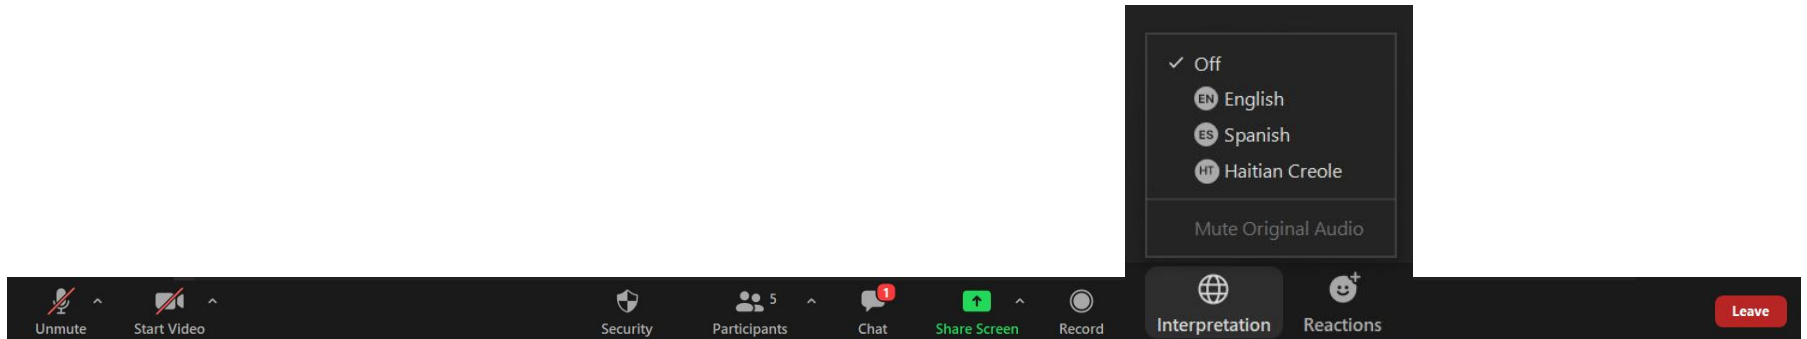 Off
EN English
ES Spanish
HT Haitian Creole
Mute Original Audio
5
1
Unmute
Start Video
Security
Participants
Chat
Share Screen
Record
Interpretation
Reactions
Leave